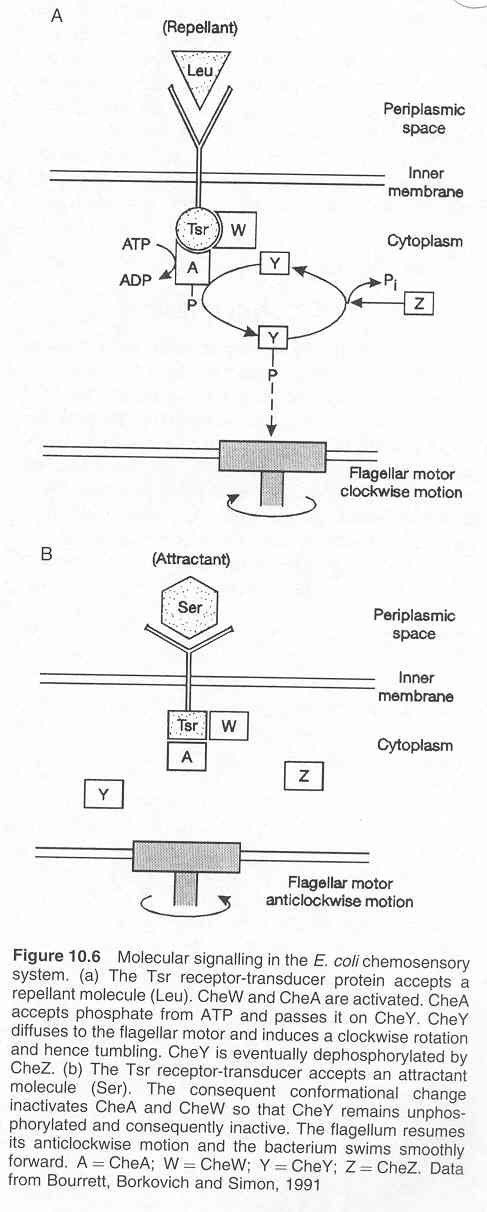 A
(Repellant)
Leu
Periplasmic
space
Inner
membrane
Tsr
W
Cytoplasm
ATP
A
Y
ADP
Pi
P
Z
Y
P
Flagellar motor
clockwise motion
B
(Attractant)
Ser
Periplasmic
space
Inner
membrane
Tsr
W
Cytoplasm
A
Z
Y
Flagellar motor
anticlockwise motion
Figure 10.6 Molecular signalling in the E. coli chemosensory
system. (a) The Tsr receptor-transducer protein accepts a
repellant molecule (Leu). CheW and CheA are activated. CheA
accepts phosphate from ATP and passes it on CheY. CheY
diffuses to the flagellar motor and induces a clockwise rotation
and hence tumbling. CheY is eventually dephosphorylated by
CheZ. (b) The Tsr receptor-transducer accepts an attractant
molecule (Ser). The consequent conformational change
inactivates CheA and CheW so that CheY remains unphos-
phorylated and consequently inactive. The flagellum resumes
its anticlockwise motion and the bacterium swims smoothly
forward. A = CheA; W = CheW; Y = CheY; Z = CheZ. Data
from Bourrett, Borkovich and Simon, 1991